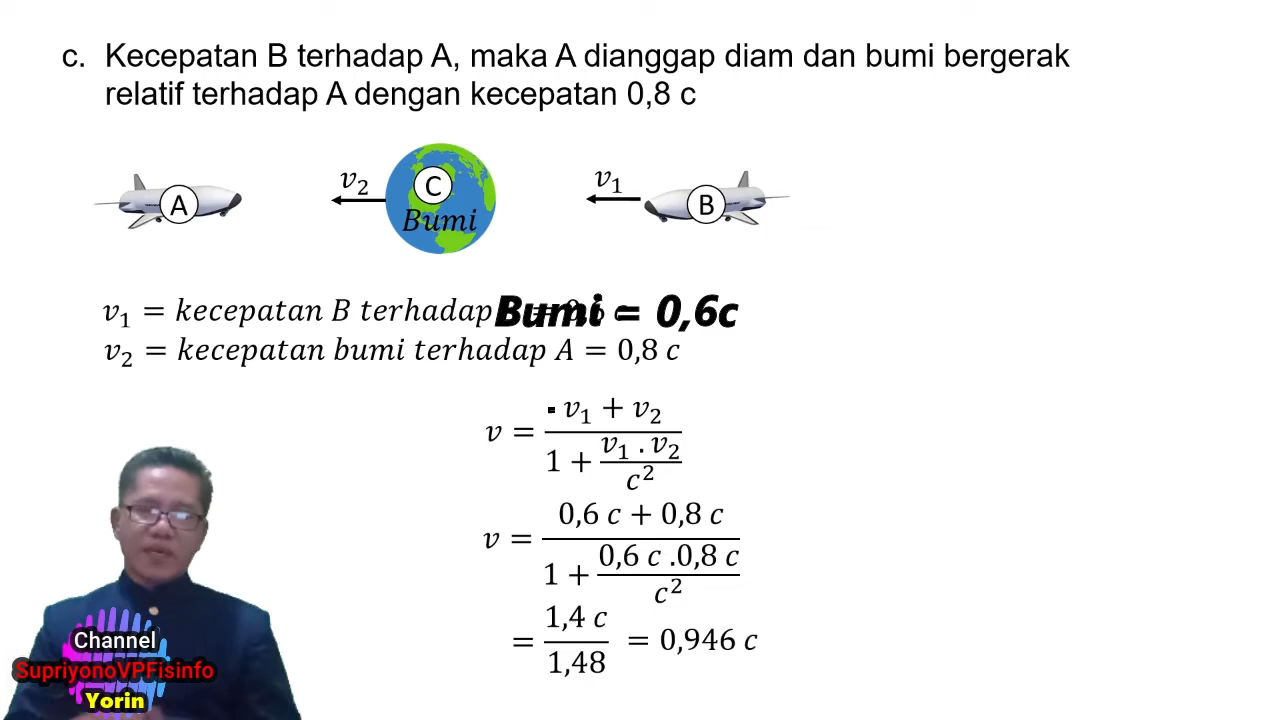 c. Kecepatan B terhadap A, maka A dianggap diam dan bumi bergerak
relatif terhadap A dengan kecepatan 0,8 c
A
v₂
C
Bumi
v₁
B
v₁ = kecepatan B terhadap Bumi = 0,6c
v₂ = kecepatan bumi terhadap A = 0,8 c
v = (v₁ + v₂) / (1 + (v₁ . v₂)/c²)
v = (0,6 c + 0,8 c) / (1 + (0,6 c .0,8 c)/c²)
= 1,4 c / 1,48 = 0,946 c
Channel
SupriyonoVPFisinfo
Yorin